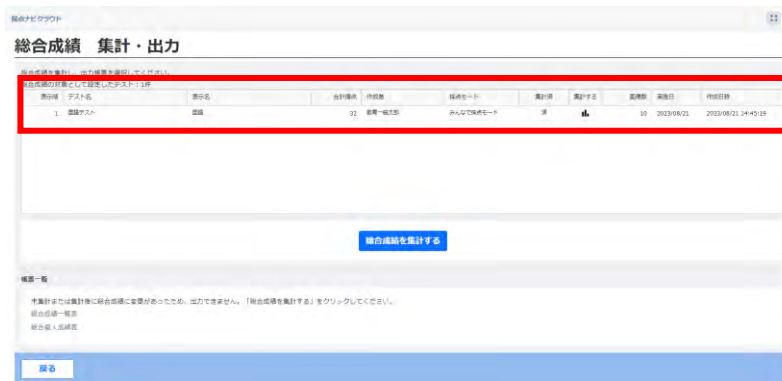 採点ナビクラウド
総合成績　集計・出力
総合成績を集計し、出力帳票を選択してください。
総合成績の対象として設定したテスト：1件
表示順 テスト名 表示名 合計得点 作成者 採点モード 集計済 集計する 画像数 実施日 作成日時
1 国語テスト 国語 32 みんなで採点モード 済 10 2023/08/21 2023/08/21 14:45:19
総合成績を集計する
帳票一覧
未集計または集計後に総合成績に変更があったため、出力できません。「総合成績を集計する」をクリックしてください。
総合成績一覧表
総合個人成績表
戻る